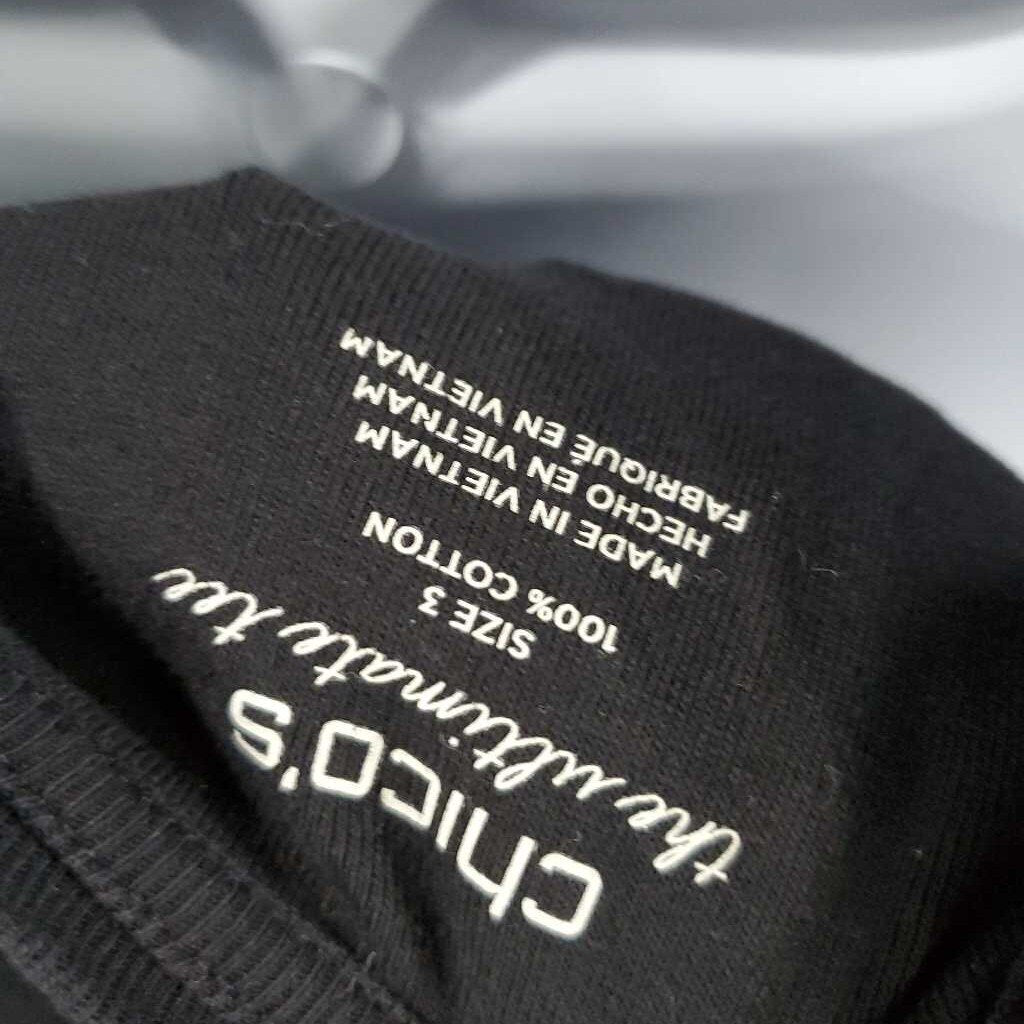 chico's
the ultimate tee
SIZE 3
100% COTTON
MADE IN VIETNAM
HECHO EN VIETNAM
FABRIQUÉ EN VIETNAM